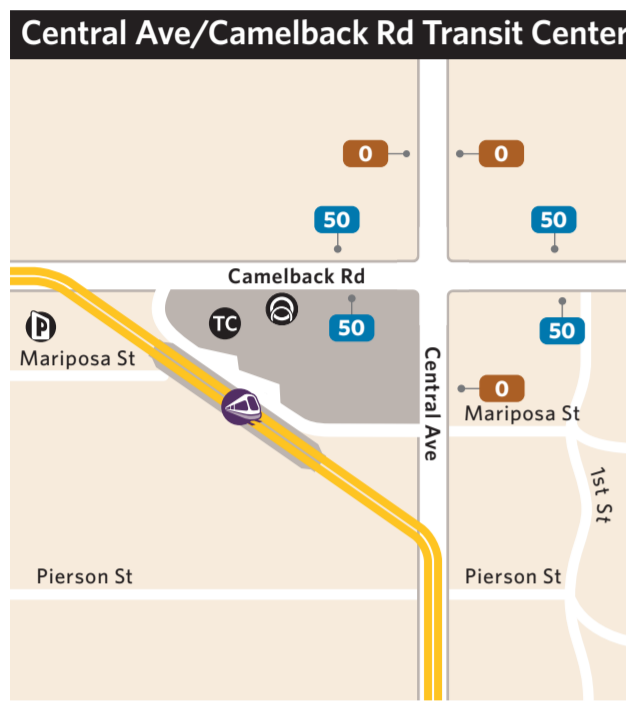 Central Ave/Camelback Rd Transit Center
0
0
50
50
Camelback Rd
TC
50
50
P
Mariposa St
Central Ave
0
Mariposa St
1st St
Pierson St
Pierson St